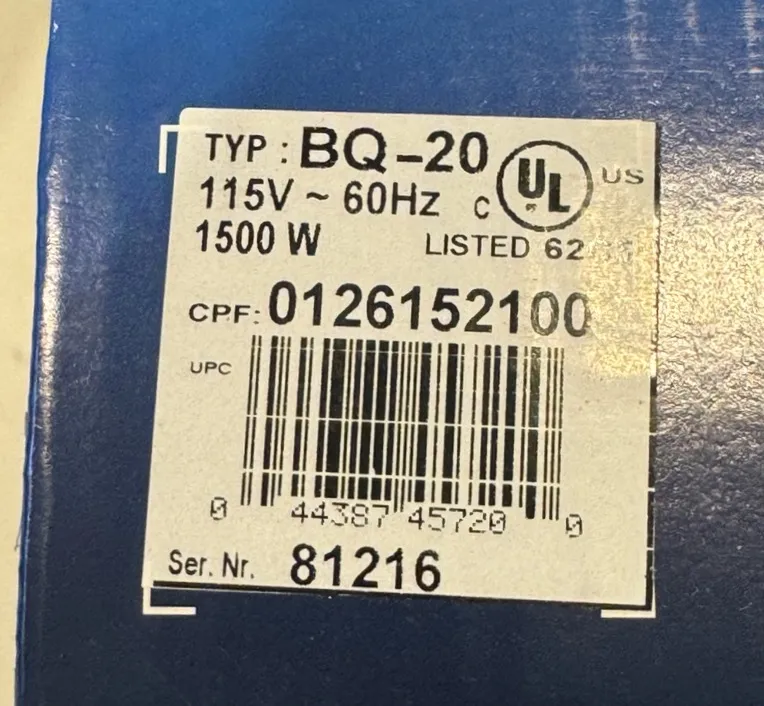 TYP : BQ-20
115V ~ 60Hz
C UL US
1500 W
LISTED
CPF: 0126152100
UPC
0 44387 45720 0
Ser. Nr. 81216